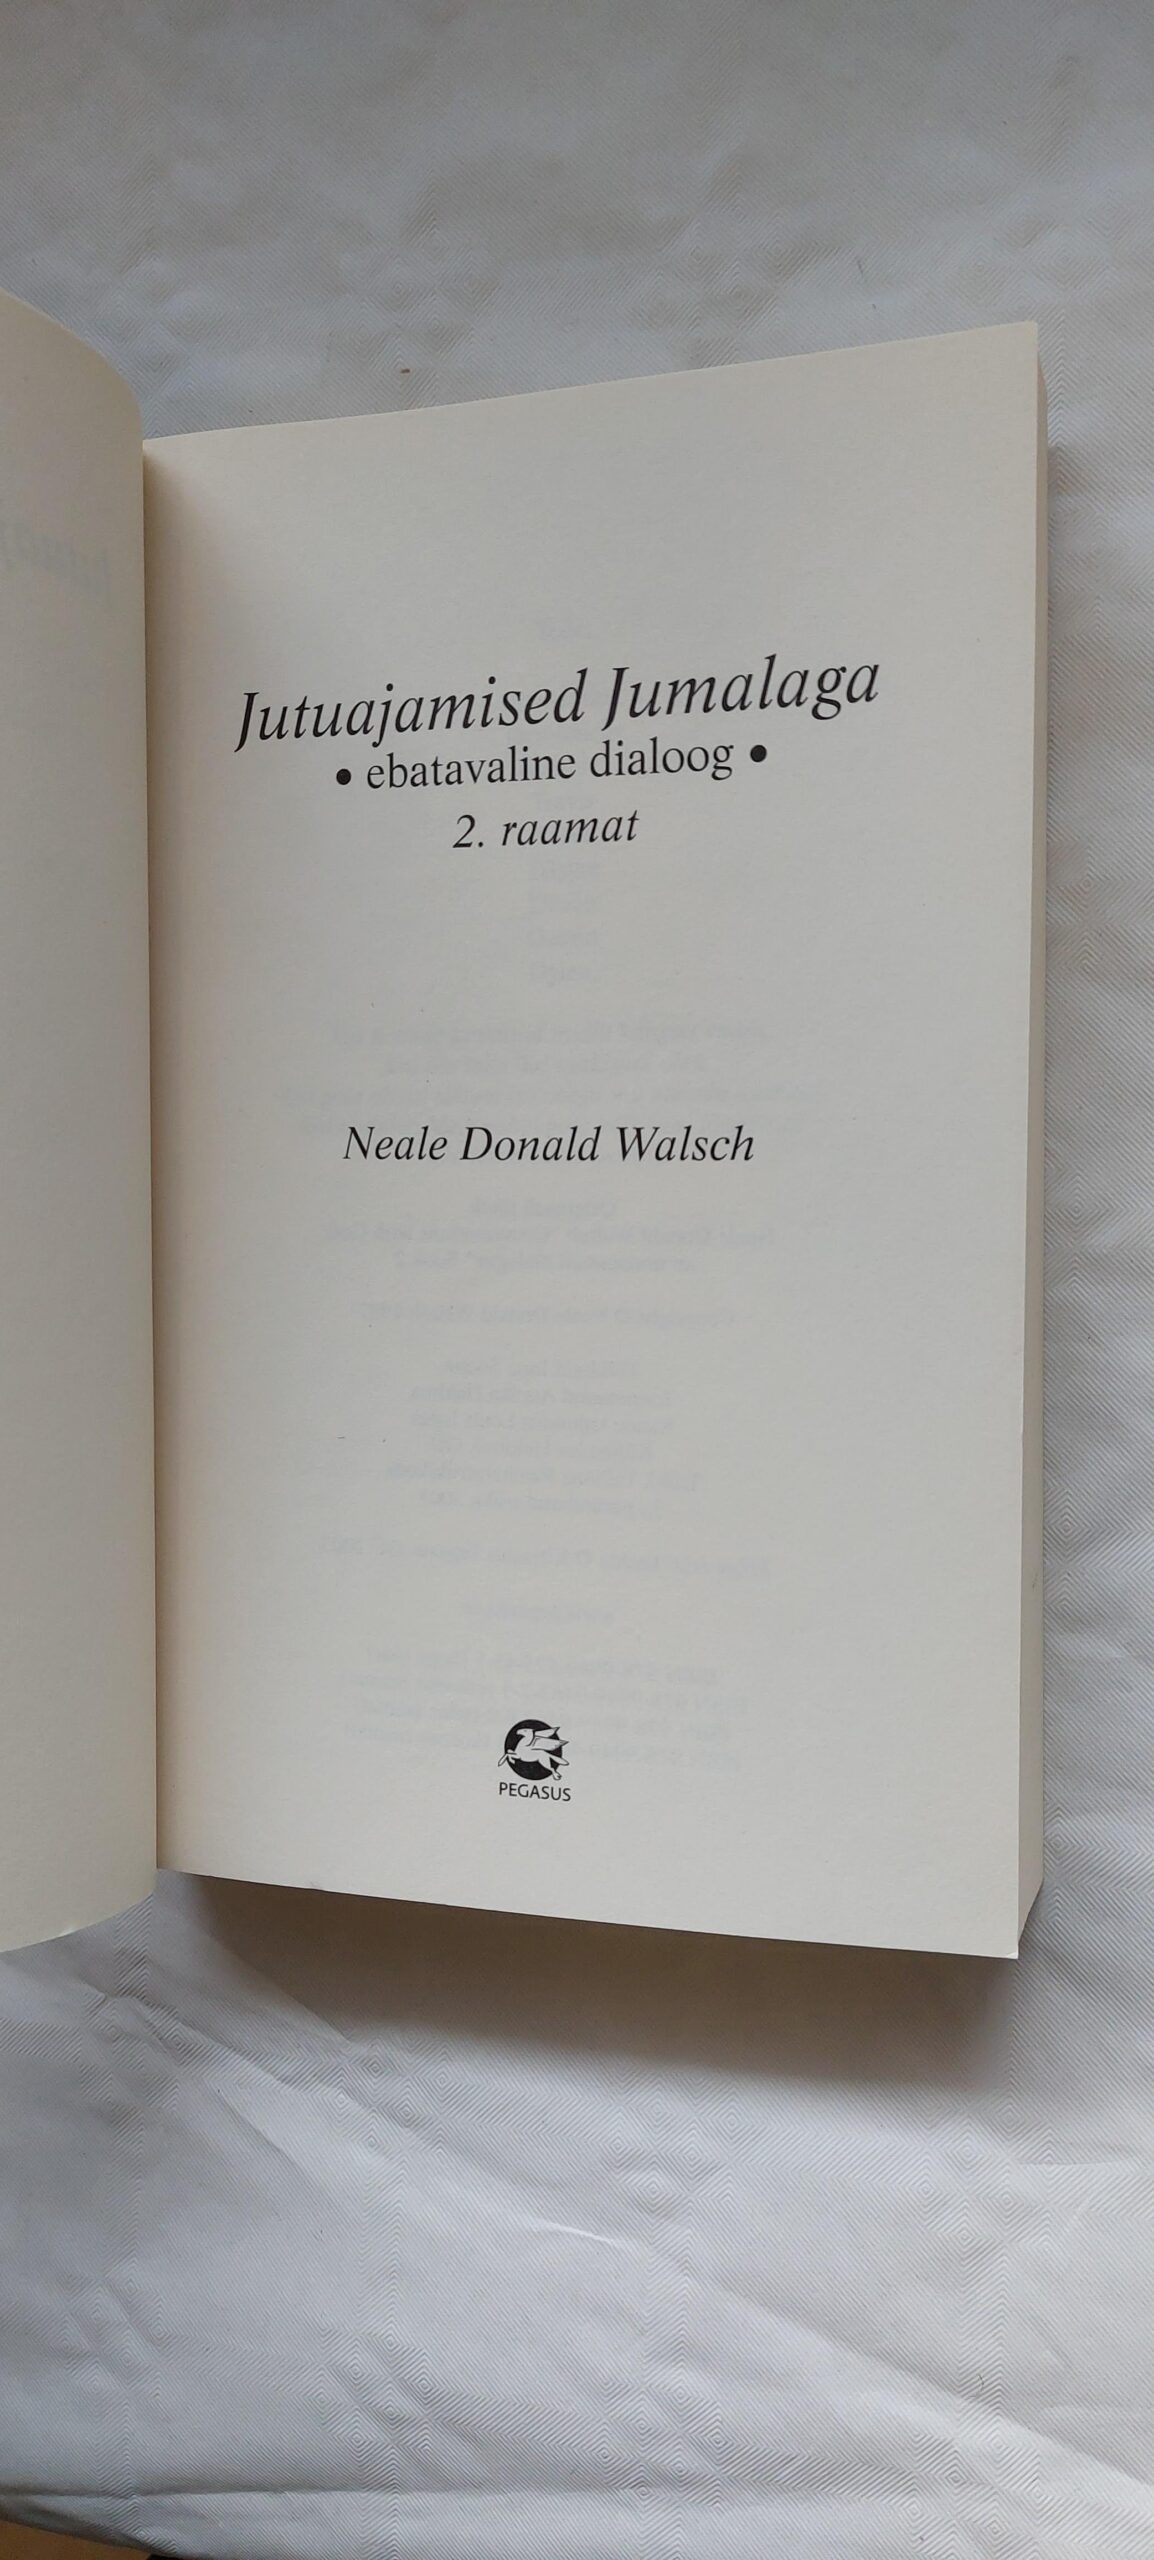 Jutuajamised Jumalaga
• ebatavaline dialoog •
2. raamat
Neale Donald Walsch
PEGASUS